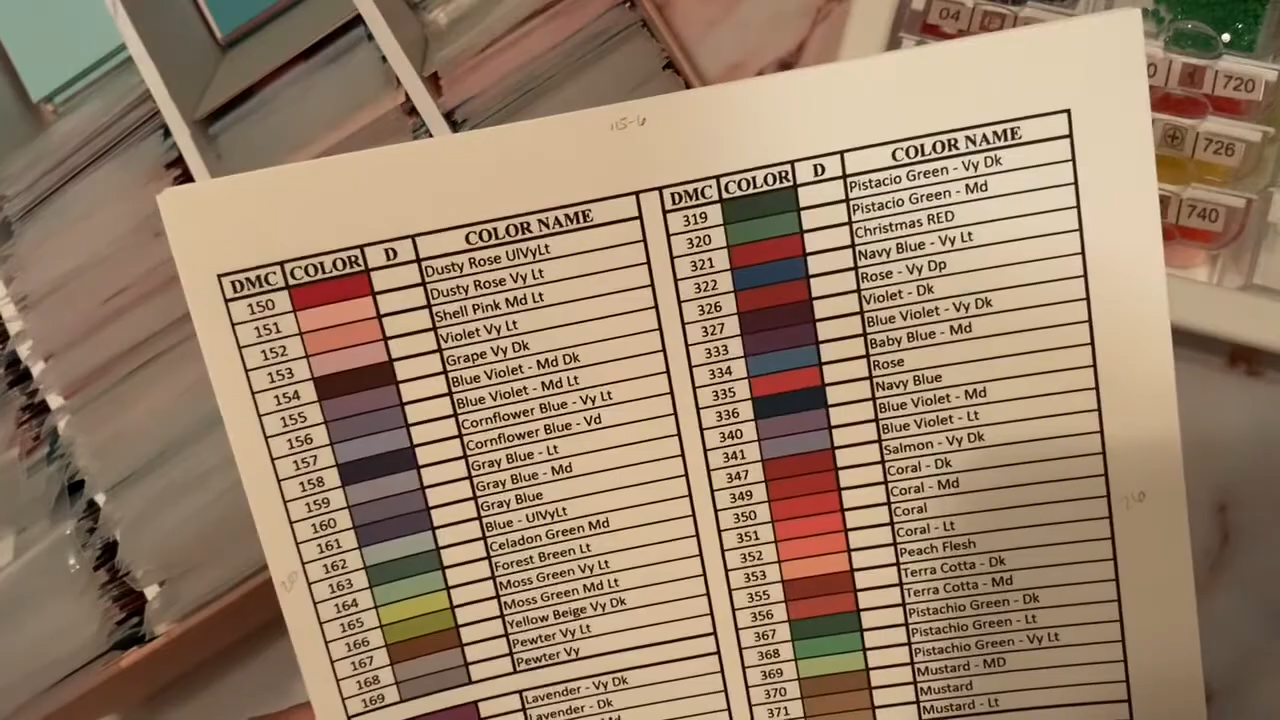 04
720
726
740
115-6
DMC COLOR D COLOR NAME
150 Dusty Rose UlVyLt
151 Dusty Rose Vy Lt
152 Shell Pink Md Lt
153 Violet Vy Lt
154 Grape Vy Dk
155 Blue Violet - Md Dk
156 Blue Violet - Md Lt
157 Cornflower Blue - Vy Lt
158 Cornflower Blue - Vd
159 Gray Blue - Lt
160 Gray Blue - Md
161 Gray Blue
162 Blue - UlVyLt
163 Celadon Green Md
164 Forest Breen Lt
165 Moss Green Vy Lt
166 Moss Green Md Lt
167 Yellow Beige Vy Dk
168 Pewter Vy Lt
169 Pewter Vy
Lavender - Vy Dk
Lavender - Dk
DMC COLOR D COLOR NAME
319 Pistacio Green - Vy Dk
320 Pistacio Green - Md
321 Christmas RED
322 Navy Blue - Vy Lt
326 Rose - Vy Dp
327 Violet - Dk
333 Blue Violet - Vy Dk
334 Baby Blue - Md
335 Rose
336 Navy Blue
340 Blue Violet - Md
341 Blue Violet - Lt
347 Salmon - Vy Dk
349 Coral - Dk
350 Coral - Md
351 Coral
352 Coral - Lt
353 Peach Flesh
355 Terra Cotta - Dk
356 Terra Cotta - Md
367 Pistachio Green - Dk
368 Pistachio Green - Lt
369 Pistachio Green - Vy Lt
370 Mustard - MD
371 Mustard
Mustard - Lt